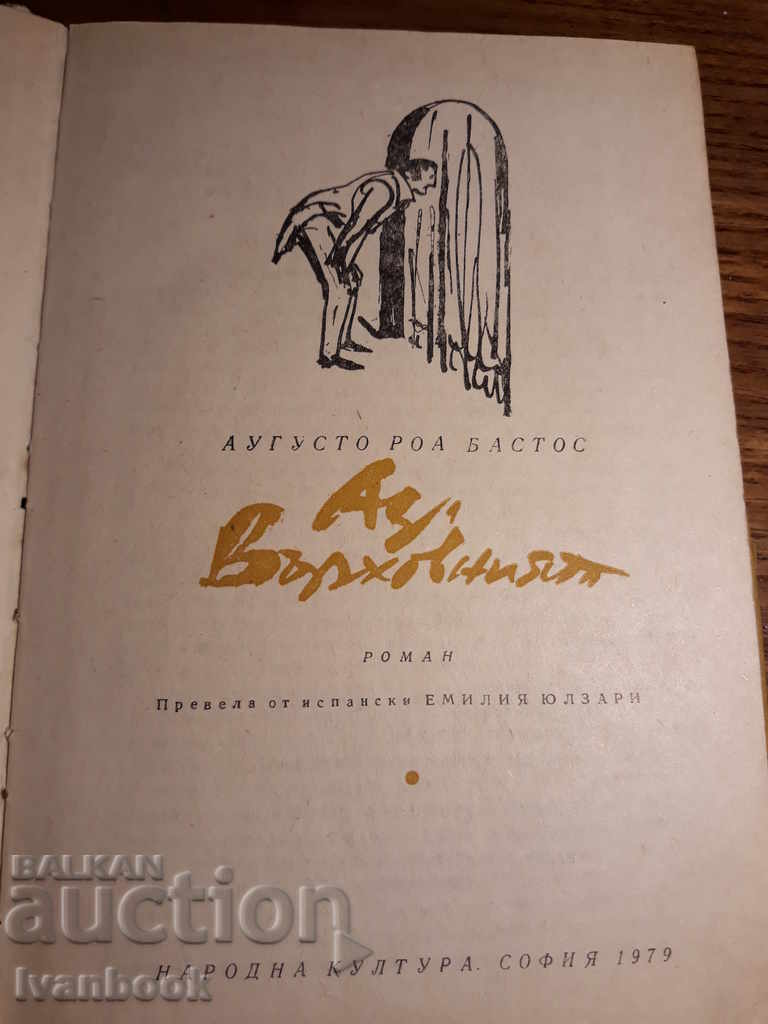 АУГУСТО РОА БАСТОС
Аз,
Върховният
РОМАН
Превела от испански ЕМИЛИЯ ЮЛЗАРИ
BALKAN
auction
НАРОДНА КУЛТУРА. СОФИЯ 1979
Ivanbook